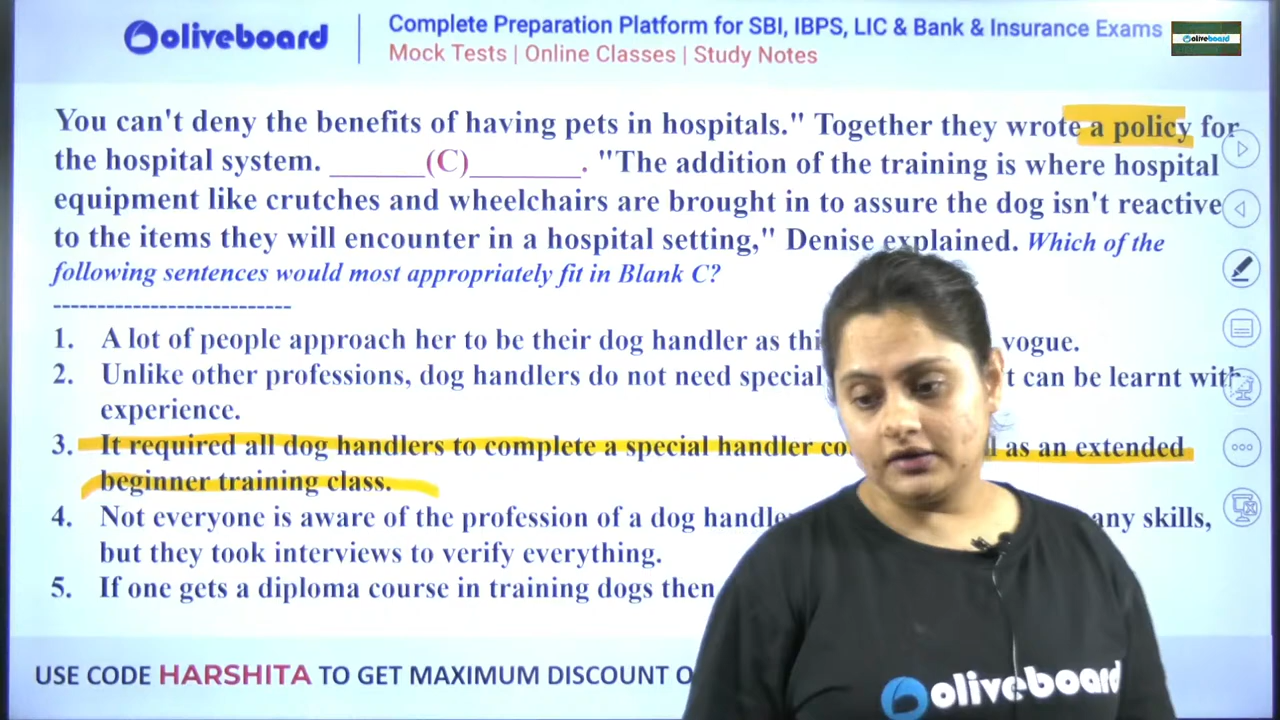 oliveboard
Complete Preparation Platform for SBI, IBPS, LIC & Bank & Insurance Exams
Mock Tests | Online Classes | Study Notes
oliveboard
You can't deny the benefits of having pets in hospitals." Together they wrote a policy for
the hospital system. _______(C)________. "The addition of the training is where hospital
equipment like crutches and wheelchairs are brought in to assure the dog isn't reactive
to the items they will encounter in a hospital setting," Denise explained. Which of the
following sentences would most appropriately fit in Blank C?
--------------------------
1. A lot of people approach her to be their dog handler as vogue.
2. Unlike other professions, dog handlers do not need special can be learnt with
experience.
3. It required all dog handlers to complete a special handler as an extended
beginner training class.
4. Not everyone is aware of the profession of a dog any skills,
but they took interviews to verify everything.
5. If one gets a diploma course in training dogs then
USE CODE HARSHITA TO GET MAXIMUM DISCOUNT
oliveboard